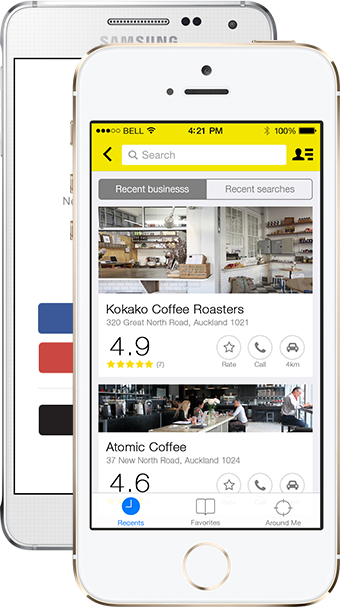 SAMSUNG
BELL 4:21 PM 100%
Search
Recent businesss Recent searches
Kokako Coffee Roasters
320 Great North Road, Auckland 1021
4.9
(7)
Rate Call 4km
Atomic Coffee
37 New North Road, Auckland 1024
4.6
Recents Favorites Around Me